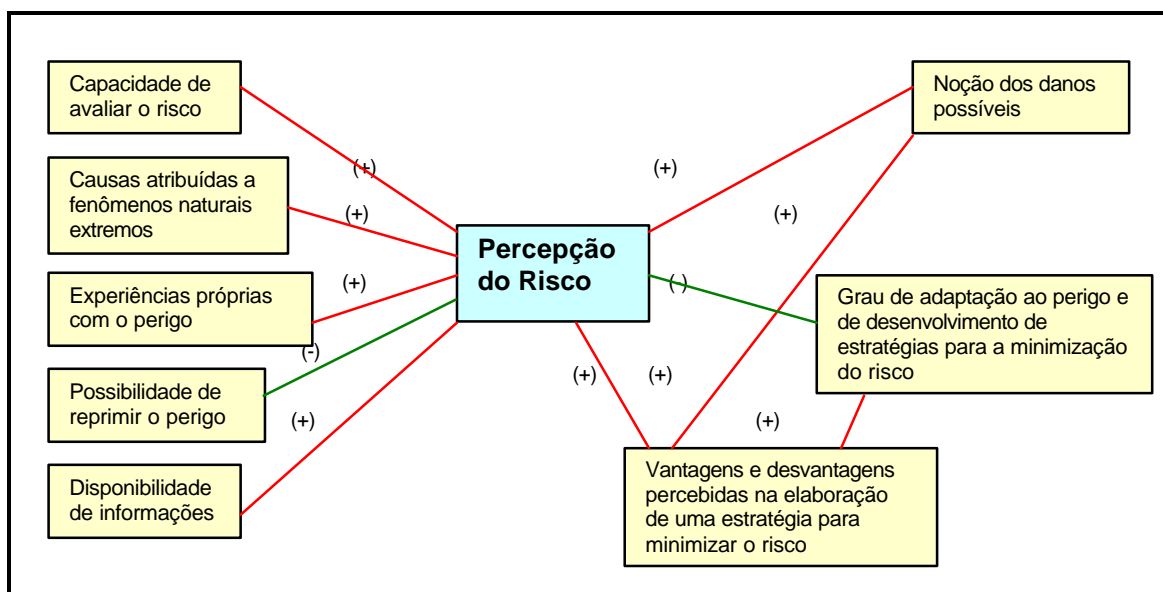 Capacidade de
avaliar o risco
Causas atribuídas a
fenômenos naturais
extremos
Experiências próprias
com o perigo
Possibilidade de
reprimir o perigo
Disponibilidade
de informações
(+)
(+)
(+)
(-)
(+)
Percepção
do Risco
(+)
(+)
(-)
(+)
(+)
(+)
Noção dos danos
possíveis
Grau de adaptação ao perigo e
de desenvolvimento de
estratégias para a minimização
do risco
Vantagens e desvantagens
percebidas na elaboração
de uma estratégia para
minimizar o risco